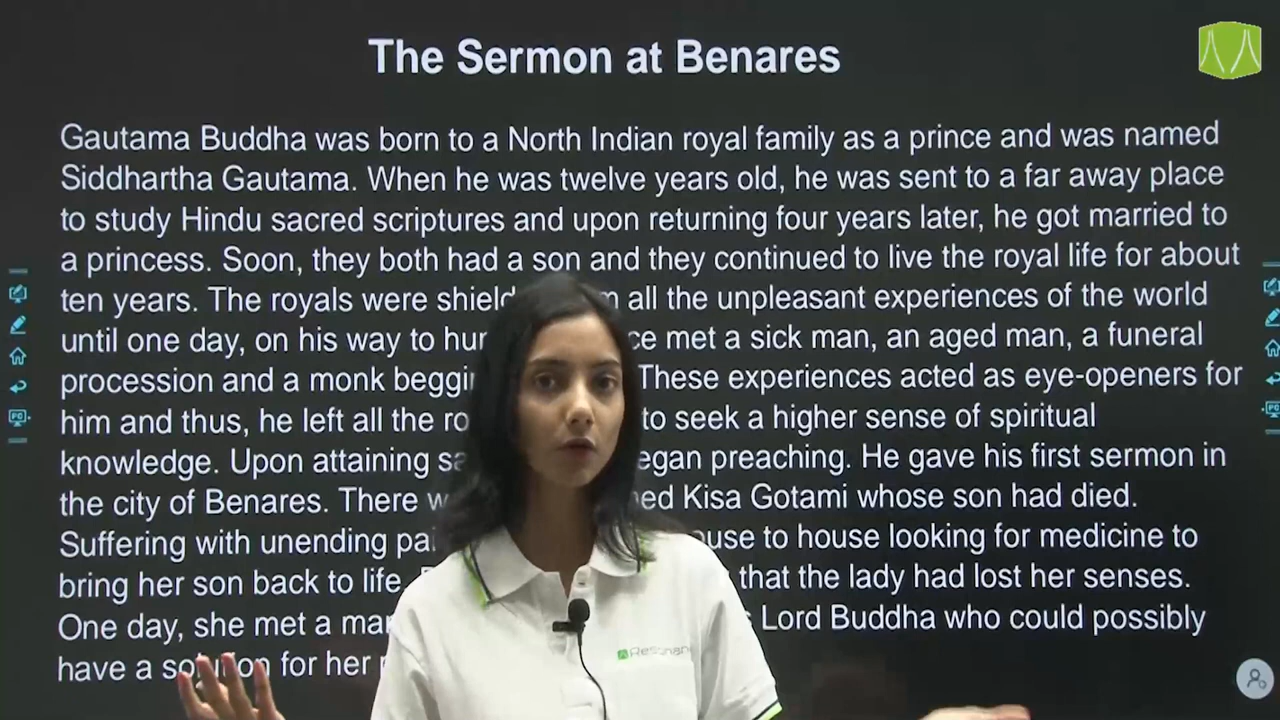 The Sermon at Benares
Gautama Buddha was born to a North Indian royal family as a prince and was named
Siddhartha Gautama. When he was twelve years old, he was sent to a far away place
to study Hindu sacred scriptures and upon returning four years later, he got married to
a princess. Soon, they both had a son and they continued to live the royal life for about
ten years. The royals were all the unpleasant experiences of the world
until one day, on his way to met a sick man, an aged man, a funeral
procession and a monk These experiences acted as eye-openers for
him and thus, he left all the to seek a higher sense of spiritual
knowledge. Upon attaining preaching. He gave his first sermon in
the city of Benares. There Kisa Gotami whose son had died.
Suffering with unending to house looking for medicine to
bring her son back to life. that the lady had lost her senses.
One day, she met a Lord Buddha who could possibly
have a for her
PC
PC